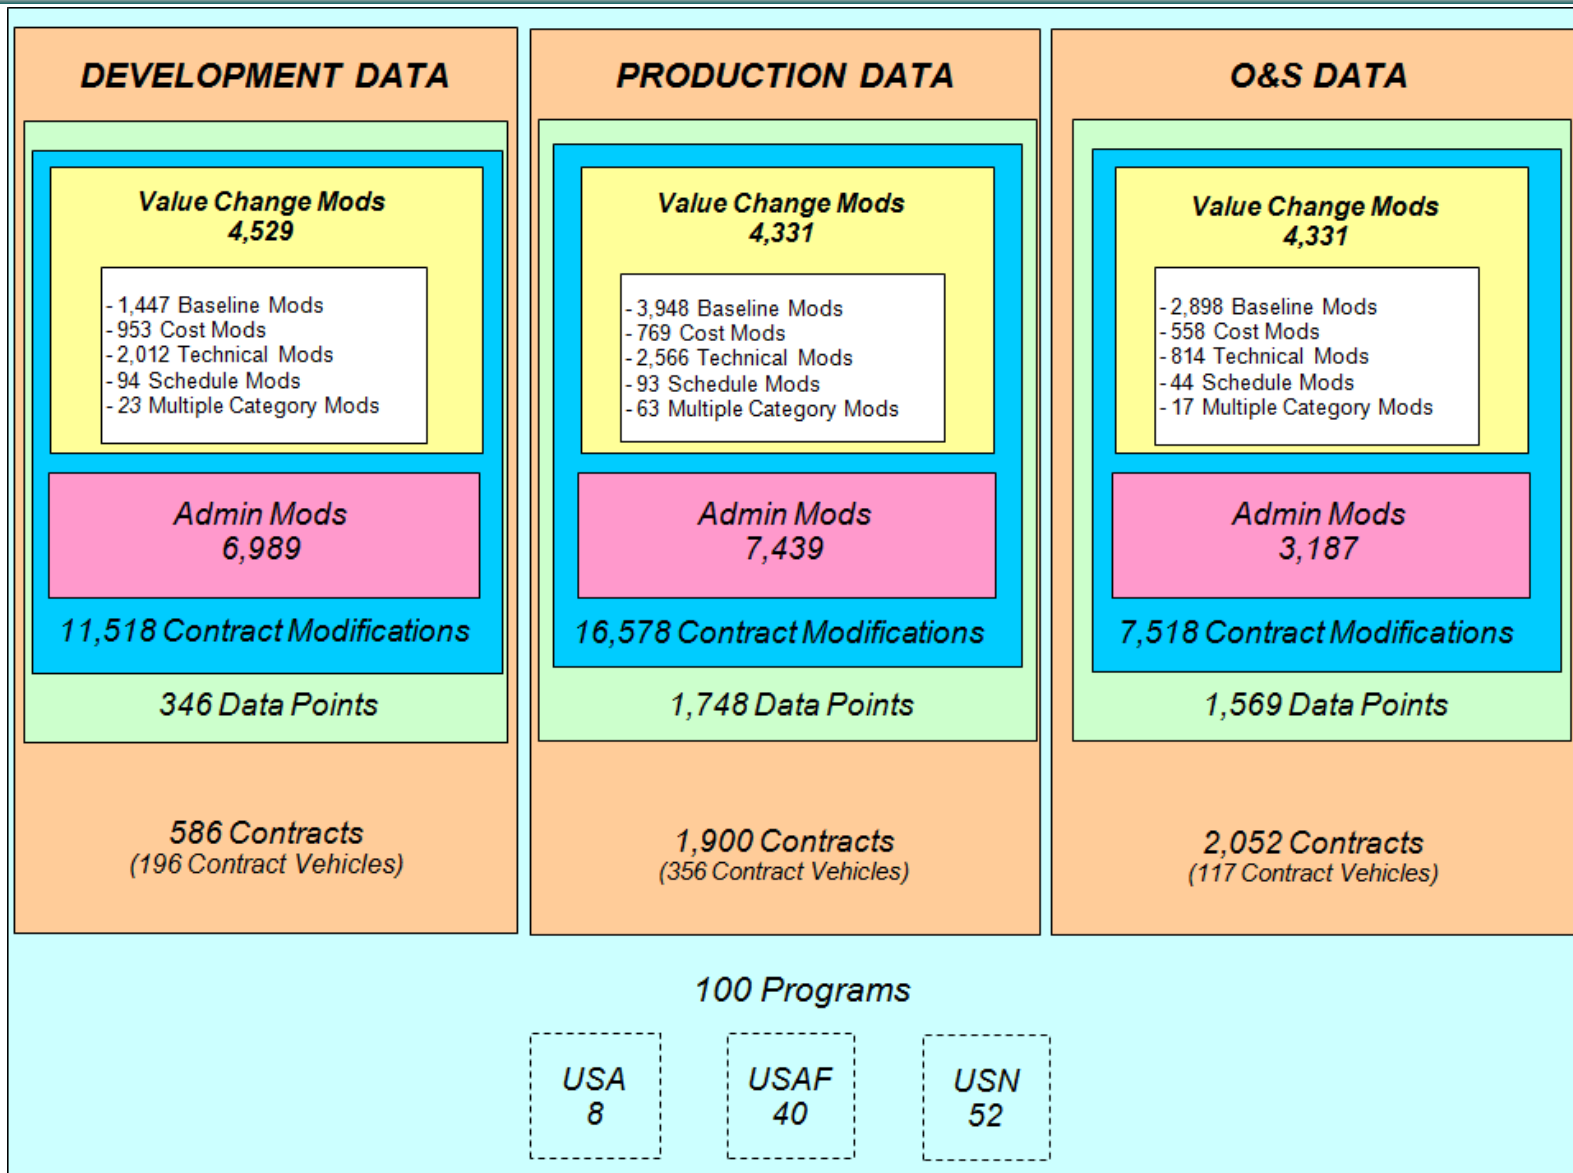 DEVELOPMENT DATA
Value Change Mods
4,529
- 1,447 Baseline Mods
- 953 Cost Mods
- 2,012 Technical Mods
- 94 Schedule Mods
- 23 Multiple Category Mods
Admin Mods
6,989
11,518 Contract Modifications
346 Data Points
586 Contracts
(196 Contract Vehicles)
PRODUCTION DATA
Value Change Mods
4,331
- 3,948 Baseline Mods
- 769 Cost Mods
- 2,566 Technical Mods
- 93 Schedule Mods
- 63 Multiple Category Mods
Admin Mods
7,439
16,578 Contract Modifications
1,748 Data Points
1,900 Contracts
(356 Contract Vehicles)
O&S DATA
Value Change Mods
4,331
- 2,898 Baseline Mods
- 558 Cost Mods
- 814 Technical Mods
- 44 Schedule Mods
- 17 Multiple Category Mods
Admin Mods
3,187
7,518 Contract Modifications
1,569 Data Points
2,052 Contracts
(117 Contract Vehicles)
100 Programs
USA
8
USAF
40
USN
52